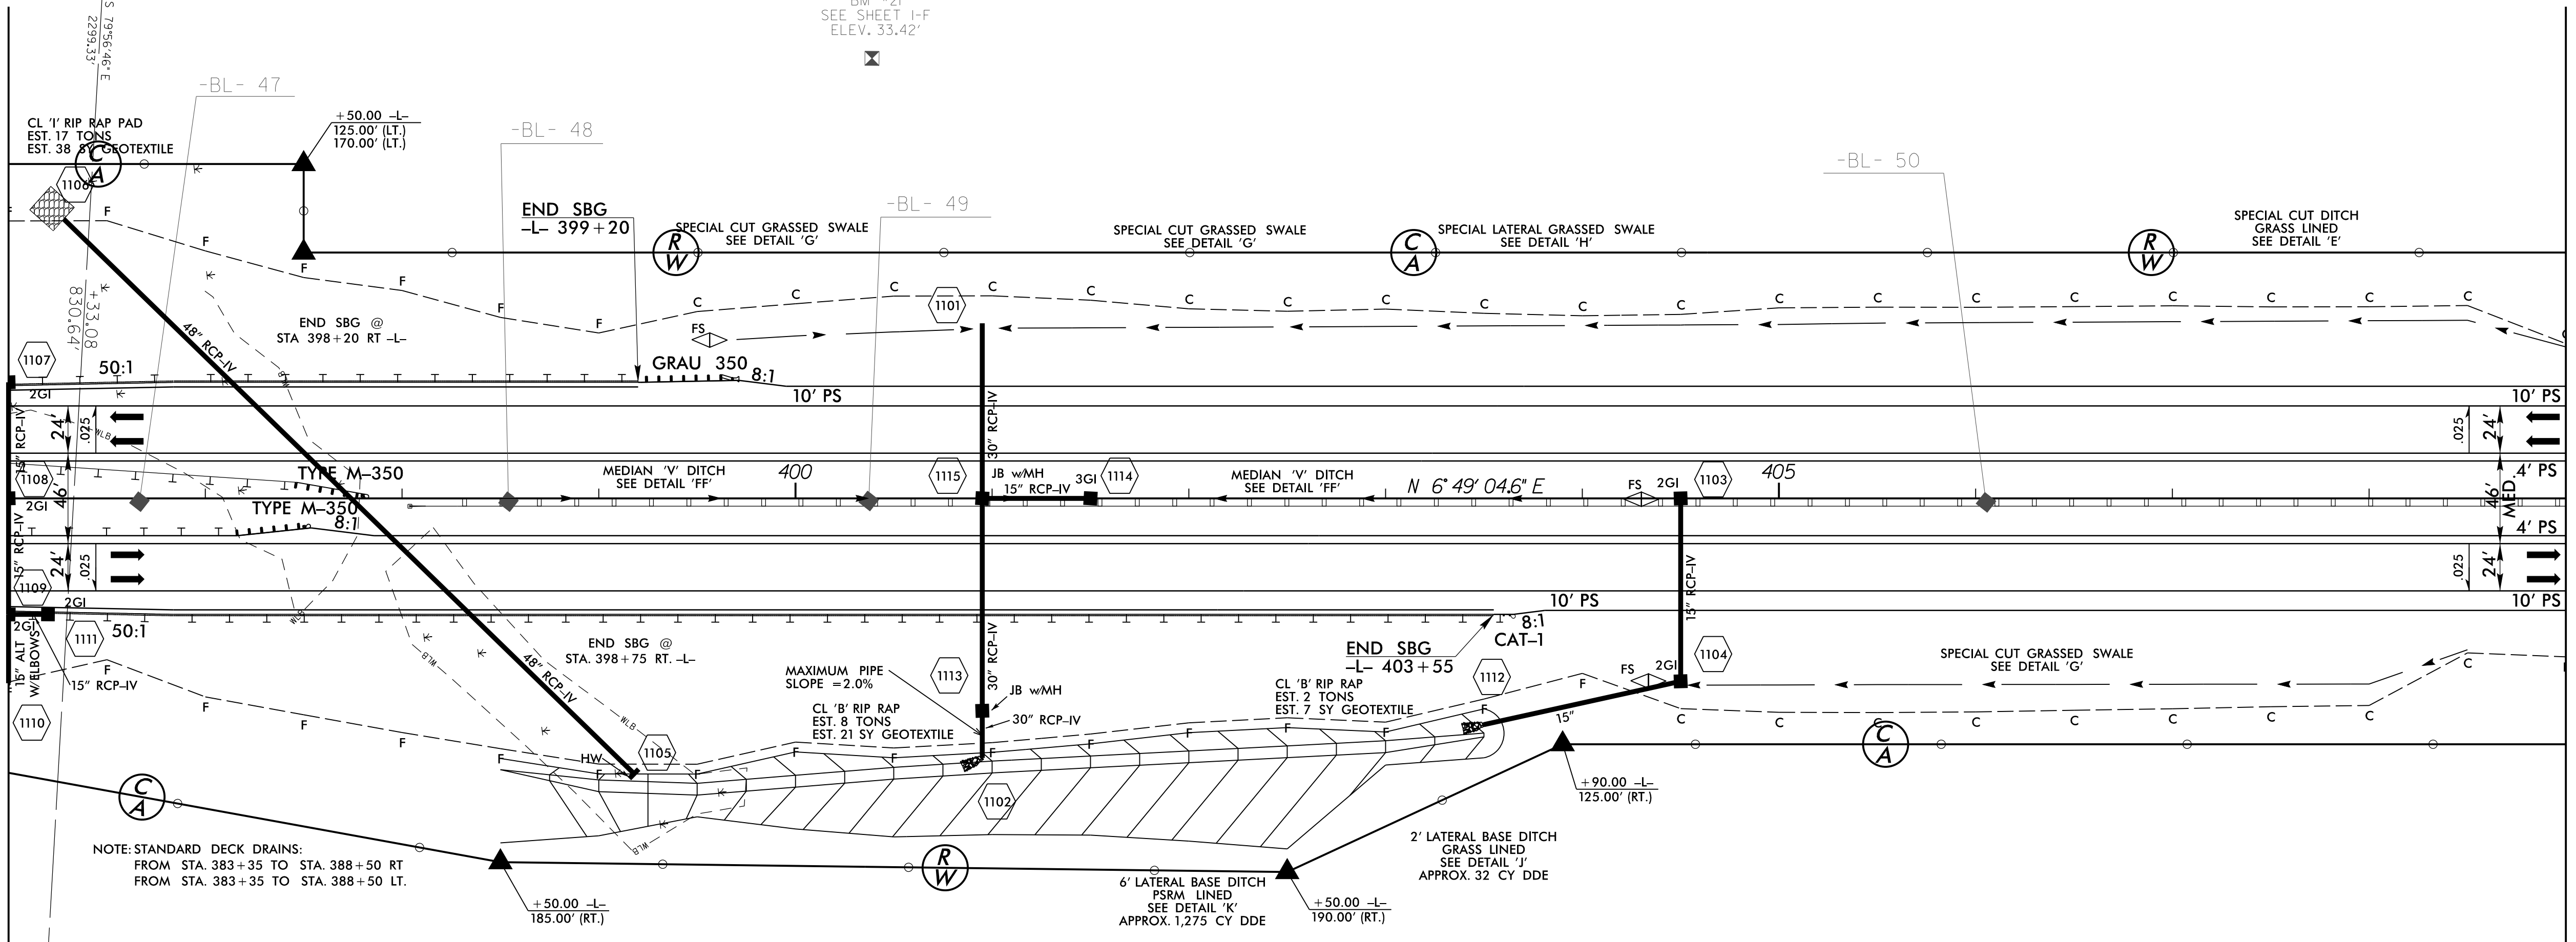 BM #21
SEE SHEET 1-F
ELEV. 33.42'
S 79°56'46" E
2299.33'
-BL- 47
CL 'I' RIP RAP PAD
EST. 17 TONS
EST. 38 SY GEOTEXTILE
C
A
1106
+50.00 –L–
125.00' (LT.)
170.00' (LT.)
-BL- 48
-BL- 49
-BL- 50
END SBG
–L– 399+20
SPECIAL CUT GRASSED SWALE
SEE DETAIL 'G'
R
W
SPECIAL CUT GRASSED SWALE
SEE DETAIL 'G'
C
A
SPECIAL LATERAL GRASSED SWALE
SEE DETAIL 'H'
R
W
SPECIAL CUT DITCH
GRASS LINED
SEE DETAIL 'E'
F F F F F F F
C C C C C C C C C C C C C C C C C C C
+33.08
830.64'
48" RCP–IV
END SBG @
STA 398+20 RT –L–
FS
1101
1107
50:1
GRAU 350
8:1
2GI
10' PS
10' PS
15" RCP–IV
24'
.025
WLB
WLB
30" RCP–IV
.025
24'
1108
2GI
46'
TYPE M–350
TYPE M–350
8:1
MEDIAN 'V' DITCH
SEE DETAIL 'FF'
400
1115
JB w/MH
15" RCP–IV
3GI
1114
MEDIAN 'V' DITCH
SEE DETAIL 'FF'
N 6° 49' 04.6" E
FS
2GI
1103
405
4' PS
46'
MED.
4' PS
15" RCP–IV
24'
.025
1109
2GI
2GI
WLB
15" RCP–IV
.025
24'
10' PS
10' PS
1111
50:1
15" ALT
W/ELBOWS
15" RCP–IV
1110
WLB
48" RCP–IV
END SBG @
STA. 398+75 RT. –L–
WLB
30" RCP–IV
MAXIMUM PIPE
SLOPE =2.0%
1113
JB w/MH
30" RCP–IV
CL 'B' RIP RAP
EST. 8 TONS
EST. 21 SY GEOTEXTILE
END SBG
–L– 403+55
8:1
CAT–1
1112
CL 'B' RIP RAP
EST. 2 TONS
EST. 7 SY GEOTEXTILE
FS
2GI
1104
15"
SPECIAL CUT GRASSED SWALE
SEE DETAIL 'G'
C C C C C C
F F F F F F F F F F F F F
HW
1105
1102
WLB
C
A
C
A
+90.00 –L–
125.00' (RT.)
NOTE: STANDARD DECK DRAINS:
FROM STA. 383+35 TO STA. 388+50 RT
FROM STA. 383+35 TO STA. 388+50 LT.
+50.00 –L–
185.00' (RT.)
R
W
6' LATERAL BASE DITCH
PSRM LINED
SEE DETAIL 'K'
APPROX. 1,275 CY DDE
+50.00 –L–
190.00' (RT.)
2' LATERAL BASE DITCH
GRASS LINED
SEE DETAIL 'J'
APPROX. 32 CY DDE